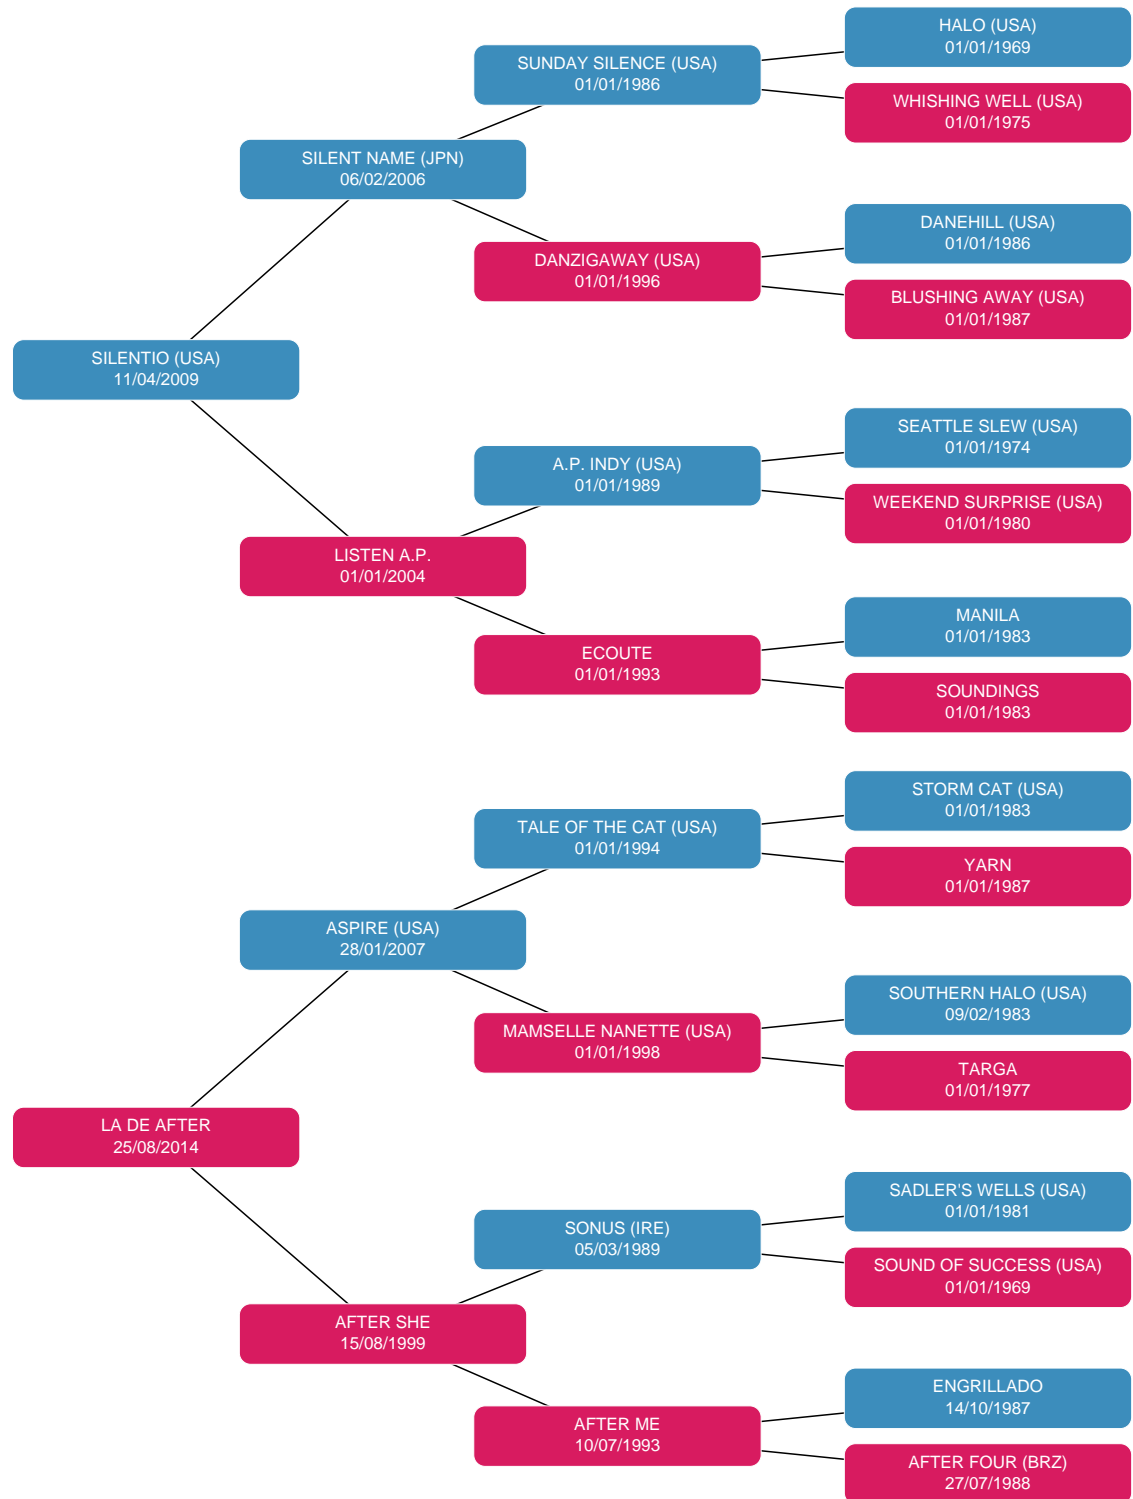 HALO (USA)
01/01/1969
SUNDAY SILENCE (USA)
01/01/1986
WHISHING WELL (USA)
01/01/1975
SILENT NAME (JPN)
06/02/2006
DANEHILL (USA)
01/01/1986
DANZIGAWAY (USA)
01/01/1996
BLUSHING AWAY (USA)
01/01/1987
SILENTIO (USA)
11/04/2009
SEATTLE SLEW (USA)
01/01/1974
A.P. INDY (USA)
01/01/1989
WEEKEND SURPRISE (USA)
01/01/1980
LISTEN A.P.
01/01/2004
MANILA
01/01/1983
ECOUTE
01/01/1993
SOUNDINGS
01/01/1983
STORM CAT (USA)
01/01/1983
TALE OF THE CAT (USA)
01/01/1994
YARN
01/01/1987
ASPIRE (USA)
28/01/2007
SOUTHERN HALO (USA)
09/02/1983
MAMSELLE NANETTE (USA)
01/01/1998
TARGA
01/01/1977
LA DE AFTER
25/08/2014
SADLER'S WELLS (USA)
01/01/1981
SONUS (IRE)
05/03/1989
SOUND OF SUCCESS (USA)
01/01/1969
AFTER SHE
15/08/1999
ENGRILLADO
14/10/1987
AFTER ME
10/07/1993
AFTER FOUR (BRZ)
27/07/1988